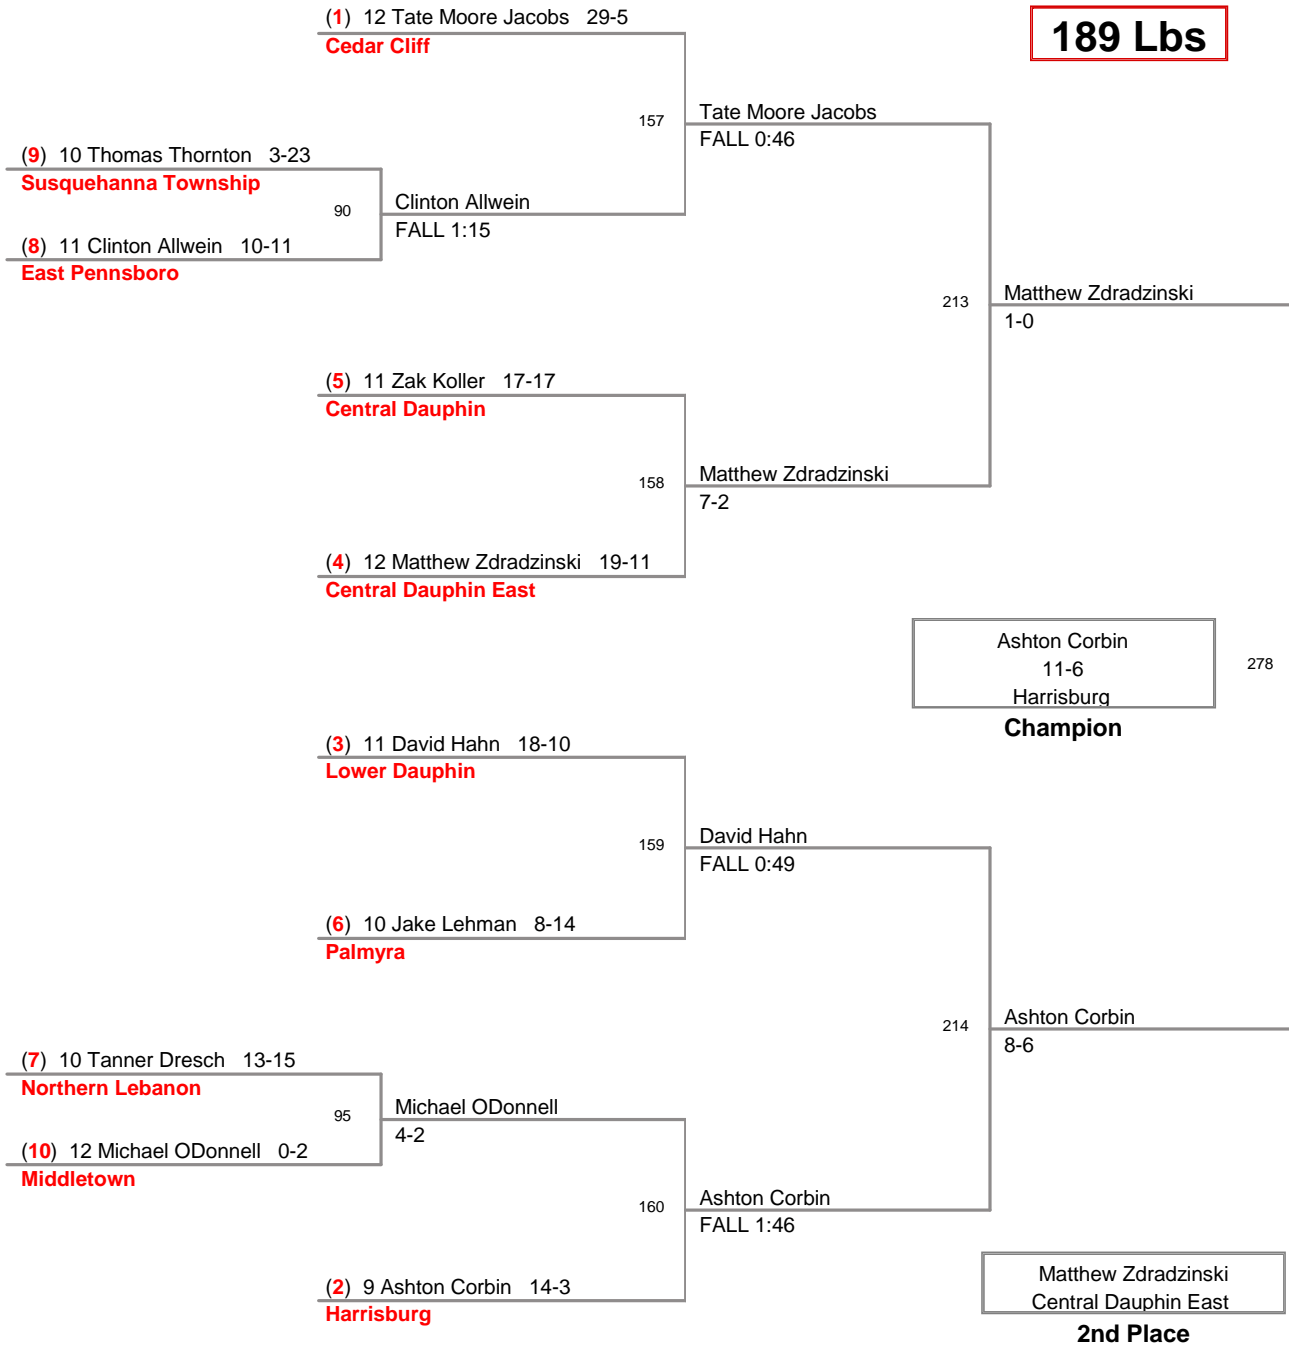 (1) 12 Tate Moore Jacobs 29-5
Cedar Cliff
189 Lbs
157
Tate Moore Jacobs
FALL 0:46
(9) 10 Thomas Thornton 3-23
Susquehanna Township
90
Clinton Allwein
FALL 1:15
(8) 11 Clinton Allwein 10-11
East Pennsboro
213
Matthew Zdradzinski
1-0
(5) 11 Zak Koller 17-17
Central Dauphin
158
Matthew Zdradzinski
7-2
(4) 12 Matthew Zdradzinski 19-11
Central Dauphin East
Ashton Corbin
11-6
Harrisburg
278
Champion
(3) 11 David Hahn 18-10
Lower Dauphin
159
David Hahn
FALL 0:49
(6) 10 Jake Lehman 8-14
Palmyra
214
Ashton Corbin
8-6
(7) 10 Tanner Dresch 13-15
Northern Lebanon
95
Michael ODonnell
4-2
(10) 12 Michael ODonnell 0-2
Middletown
160
Ashton Corbin
FALL 1:46
(2) 9 Ashton Corbin 14-3
Harrisburg
Matthew Zdradzinski
Central Dauphin East
2nd Place